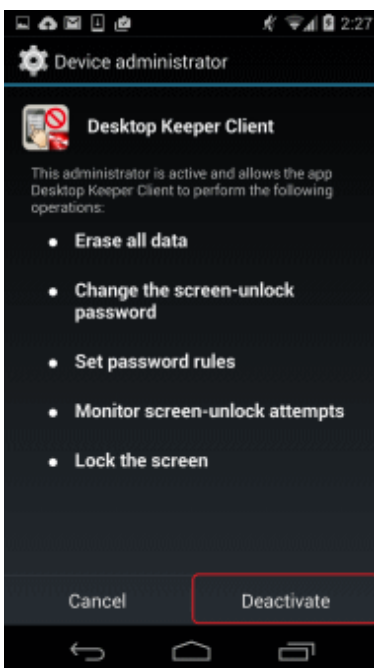 2:27
Device administrator
Desktop Keeper Client
This administrator is active and allows the app
Desktop Keeper Client to perform the following
operations:
• Erase all data
• Change the screen-unlock
password
• Set password rules
• Monitor screen-unlock attempts
• Lock the screen
Cancel Deactivate